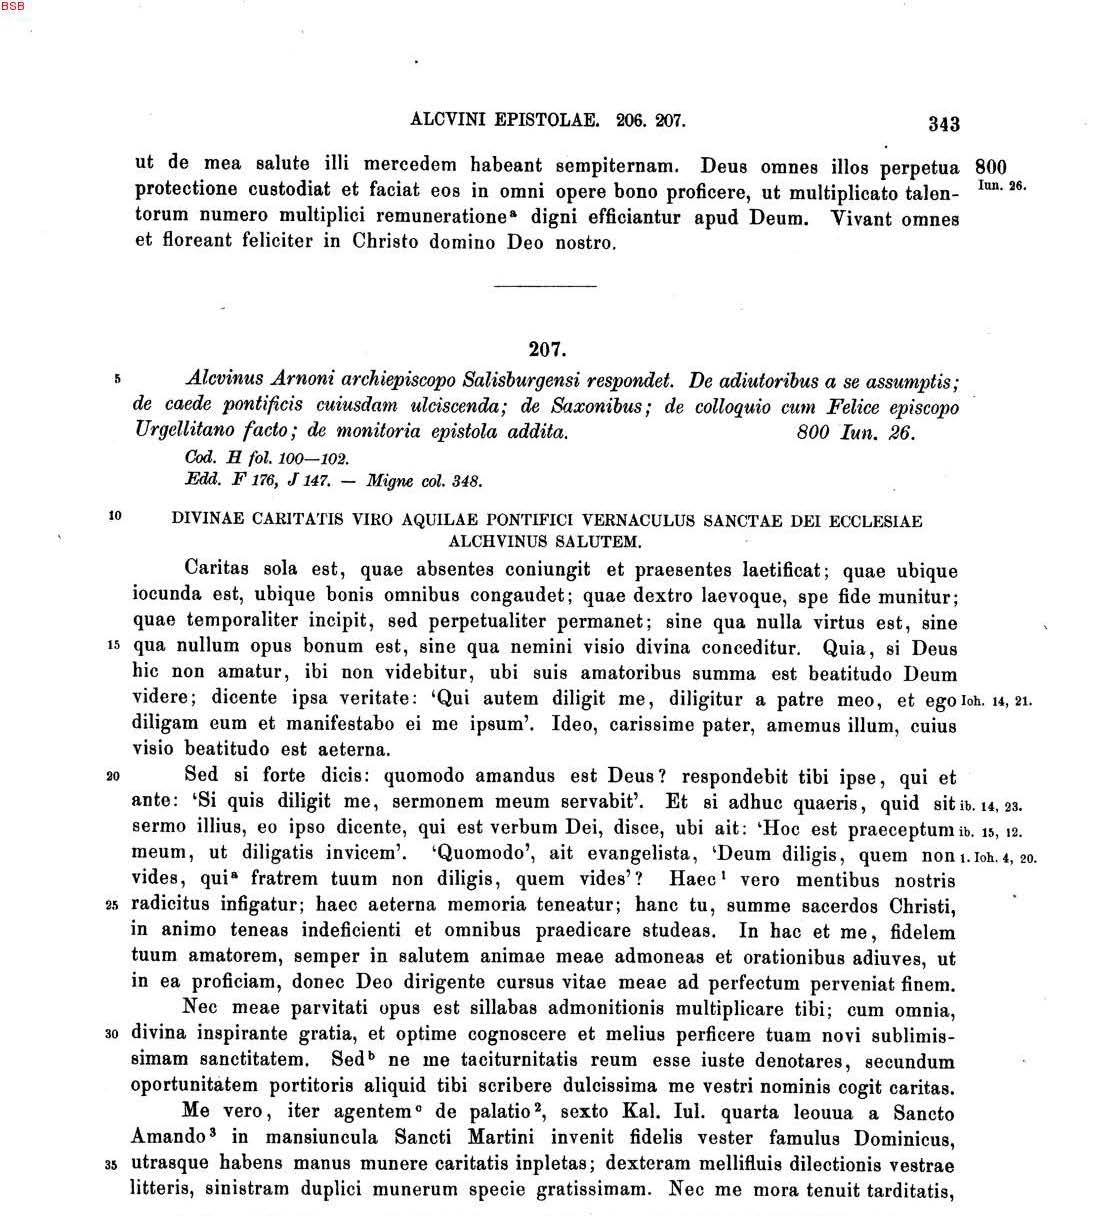 BSB
ALCVINI EPISTOLAE. 206. 207.
343
ut de mea salute illi mercedem habeant sempiternam. Deus omnes illos perpetua 800
protectione custodiat et faciat eos in omni opere bono proficere, ut multiplicato talen- Iun. 26.
torum numero multiplici remunerationeᵃ digni efficiantur apud Deum. Vivant omnes
et floreant feliciter in Christo domino Deo nostro.
207.
5 Alcvinus Arnoni archiepiscopo Salisburgensi respondet. De adiutoribus a se assumptis;
de caede pontificis cuiusdam ulciscenda; de Saxonibus; de colloquio cum Felice episcopo
Urgellitano facto; de monitoria epistola addita. 800 Iun. 26.
Cod. H fol. 100—102.
Edd. F 176, J 147. — Migne col. 348.
10 DIVINAE CARITATIS VIRO AQUILAE PONTIFICI VERNACULUS SANCTAE DEI ECCLESIAE
ALCHVINUS SALUTEM.
Caritas sola est, quae absentes coniungit et praesentes laetificat; quae ubique
iocunda est, ubique bonis omnibus congaudet; quae dextro laevoque, spe fide munitur;
quae temporaliter incipit, sed perpetualiter permanet; sine qua nulla virtus est, sine
15 qua nullum opus bonum est, sine qua nemini visio divina conceditur. Quia, si Deus
hic non amatur, ibi non videbitur, ubi suis amatoribus summa est beatitudo Deum
videre; dicente ipsa veritate: ‘Qui autem diligit me, diligitur a patre meo, et ego Ioh. 14, 21.
diligam eum et manifestabo ei me ipsum’. Ideo, carissime pater, amemus illum, cuius
visio beatitudo est aeterna.
20 Sed si forte dicis: quomodo amandus est Deus? respondebit tibi ipse, qui et
ante: ‘Si quis diligit me, sermonem meum servabit’. Et si adhuc quaeris, quid sit ib. 14, 23.
sermo illius, eo ipso dicente, qui est verbum Dei, disce, ubi ait: ‘Hoc est praeceptum ib. 15, 12.
meum, ut diligatis invicem’. ‘Quomodo’, ait evangelista, ‘Deum diligis, quem non 1. Ioh. 4, 20.
vides, quiᵃ fratrem tuum non diligis, quem vides’? Haec¹ vero mentibus nostris
25 radicitus infigatur; haec aeterna memoria teneatur; hanc tu, summe sacerdos Christi,
in animo teneas indeficienti et omnibus praedicare studeas. In hac et me, fidelem
tuum amatorem, semper in salutem animae meae admoneas et orationibus adiuves, ut
in ea proficiam, donec Deo dirigente cursus vitae meae ad perfectum perveniat finem.
Nec meae parvitati opus est sillabas admonitionis multiplicare tibi; cum omnia,
30 divina inspirante gratia, et optime cognoscere et melius perficere tuam novi sublimis-
simam sanctitatem. Sedᵇ ne me taciturnitatis reum esse iuste denotares, secundum
oportunitatem portitoris aliquid tibi scribere dulcissima me vestri nominis cogit caritas.
Me vero, iter agentemᶜ de palatio², sexto Kal. Iul. quarta leouua a Sancto
Amando³ in mansiuncula Sancti Martini invenit fidelis vester famulus Dominicus,
35 utrasque habens manus munere caritatis inpletas; dexteram mellifluis dilectionis vestrae
litteris, sinistram duplici munerum specie gratissimam. Nec me mora tenuit tarditatis,